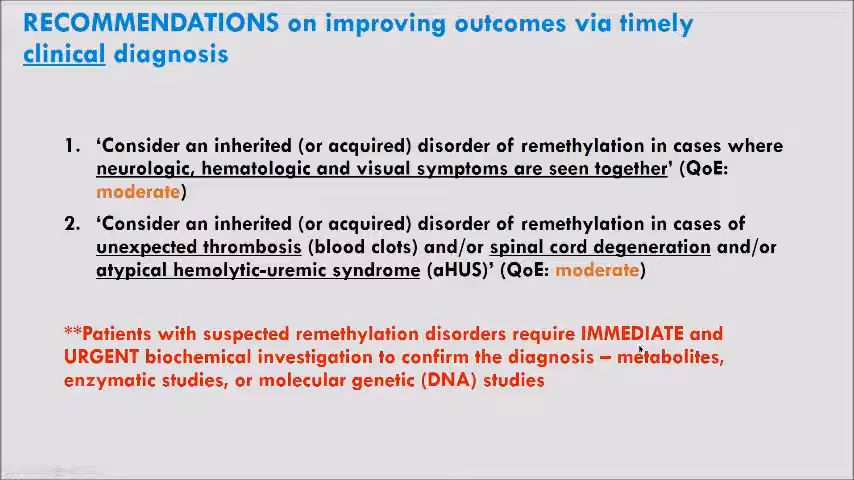 RECOMMENDATIONS on improving outcomes via timely
clinical diagnosis
1. ‘Consider an inherited (or acquired) disorder of remethylation in cases where
neurologic, hematologic and visual symptoms are seen together’ (QoE:
moderate)
2. ‘Consider an inherited (or acquired) disorder of remethylation in cases of
unexpected thrombosis (blood clots) and/or spinal cord degeneration and/or
atypical hemolytic-uremic syndrome (aHUS)’ (QoE: moderate)
**Patients with suspected remethylation disorders require IMMEDIATE and
URGENT biochemical investigation to confirm the diagnosis – metabolites,
enzymatic studies, or molecular genetic (DNA) studies